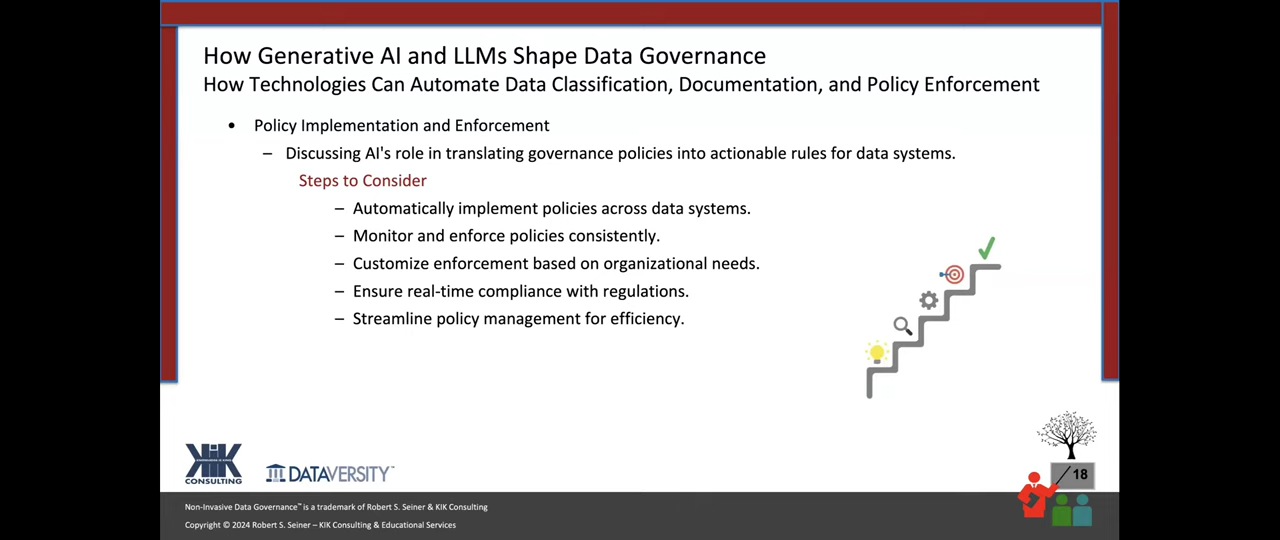 How Generative AI and LLMs Shape Data Governance
How Technologies Can Automate Data Classification, Documentation, and Policy Enforcement
• Policy Implementation and Enforcement
– Discussing AI's role in translating governance policies into actionable rules for data systems.
Steps to Consider
– Automatically implement policies across data systems.
– Monitor and enforce policies consistently.
– Customize enforcement based on organizational needs.
– Ensure real-time compliance with regulations.
– Streamline policy management for efficiency.
KIK
CONSULTING
DATAVERSITY™
18
Non-Invasive Data Governance™ is a trademark of Robert S. Seiner & KIK Consulting
Copyright © 2024 Robert S. Seiner – KIK Consulting & Educational Services